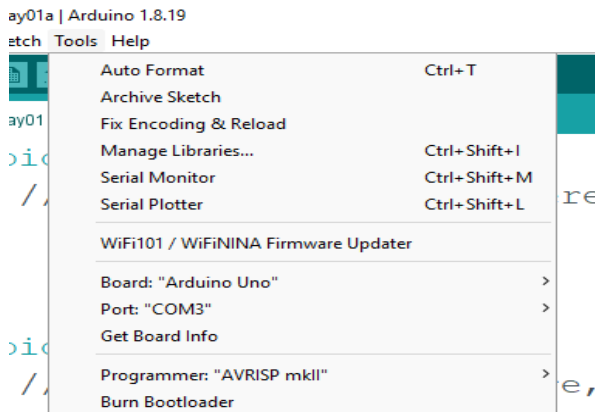 ay01a | Arduino 1.8.19
etch Tools Help
Auto Format Ctrl+T
Archive Sketch
ay01
Fix Encoding & Reload
Manage Libraries... Ctrl+Shift+I
Serial Monitor Ctrl+Shift+M
// re
Serial Plotter Ctrl+Shift+L
WiFi101 / WiFiNINA Firmware Updater
Board: "Arduino Uno" >
Port: "COM3" >
Get Board Info
Programmer: "AVRISP mkII" >
// e,
Burn Bootloader